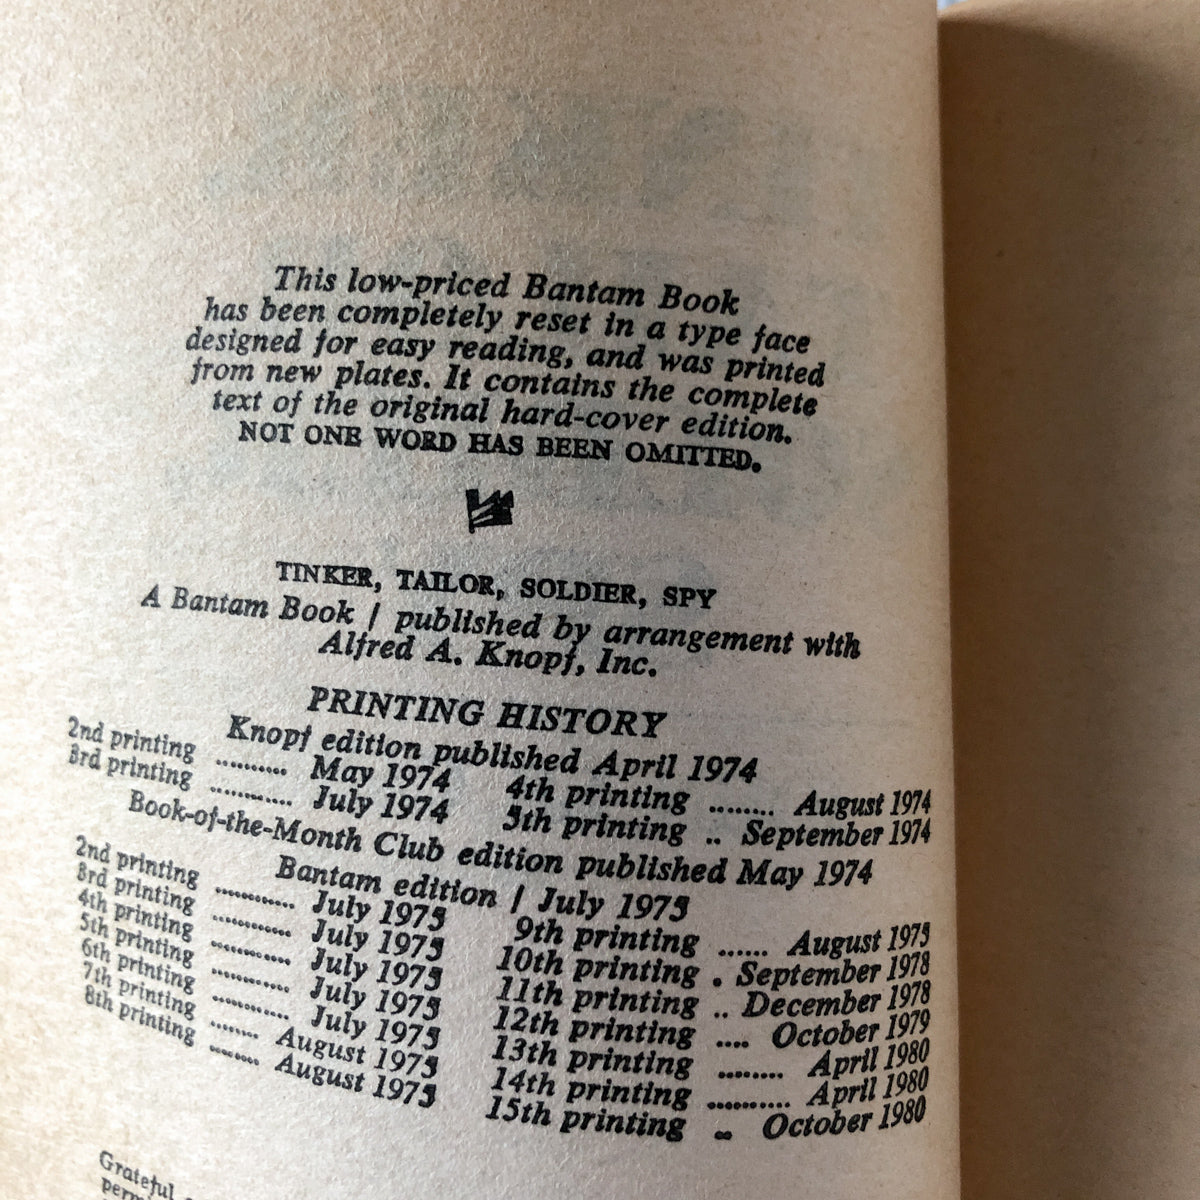 This low-priced Bantam Book
has been completely reset in a type face
designed for easy reading, and was printed
from new plates. It contains the complete
text of the original hard-cover edition.
NOT ONE WORD HAS BEEN OMITTED.
TINKER, TAILOR, SOLDIER, SPY
A Bantam Book / published by arrangement with
Alfred A. Knopf, Inc.
PRINTING HISTORY
Knopf edition published April 1974
2nd printing .......... May 1974 4th printing ........ August 1974
3rd printing ............ July 1974 5th printing .. September 1974
Book-of-the-Month Club edition published May 1974
Bantam edition / July 1975
2nd printing ............ July 1975 9th printing ...... August 1975
3rd printing ............ July 1975 10th printing . September 1978
4th printing ............ July 1975 11th printing .. December 1978
5th printing ............ July 1975 12th printing .... October 1979
6th printing ............ July 1975 13th printing ........ April 1980
7th printing ........ August 1975 14th printing .......... April 1980
8th printing ........ August 1975 15th printing .. October 1980
Grateful